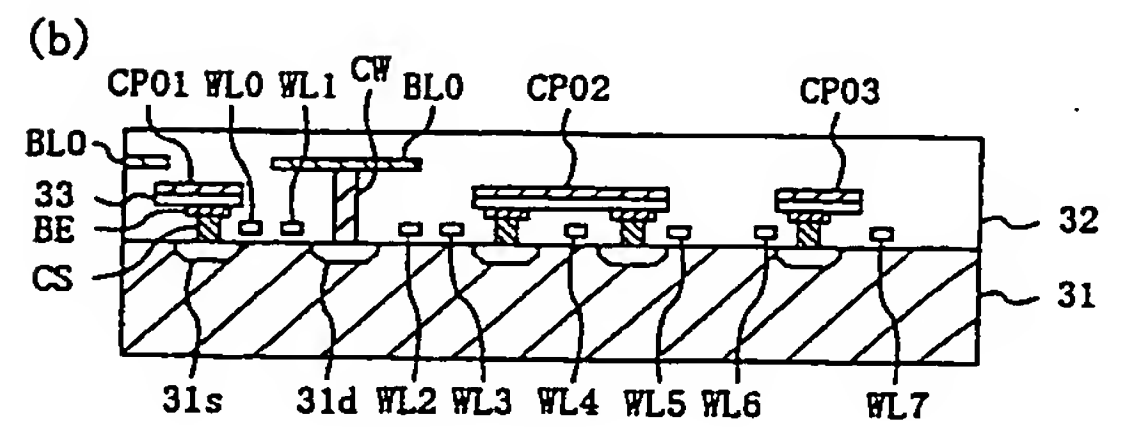 (b)
CP01 WL0 WL1 CW BL0 CP02 CP03
BL0
33
BE
CS
32
31
31s 31d WL2 WL3 WL4 WL5 WL6 WL7